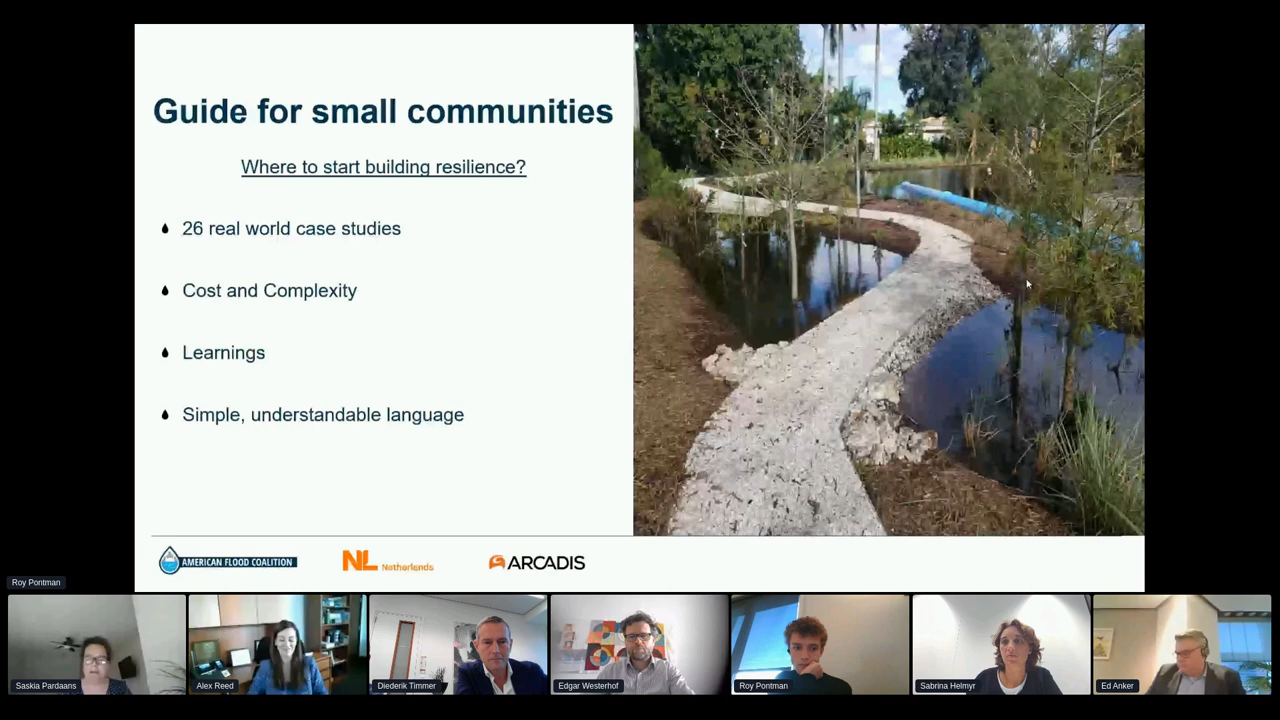 Guide for small communities
Where to start building resilience?
26 real world case studies
Cost and Complexity
Learnings
Simple, understandable language
AMERICAN FLOOD COALITION
NL Netherlands
ARCADIS
Roy Pontman
Saskia Pardaans
Alex Reed
Diederik Timmer
Edgar Westerhof
Roy Pontman
Sabrina Helmyr
Ed Anker